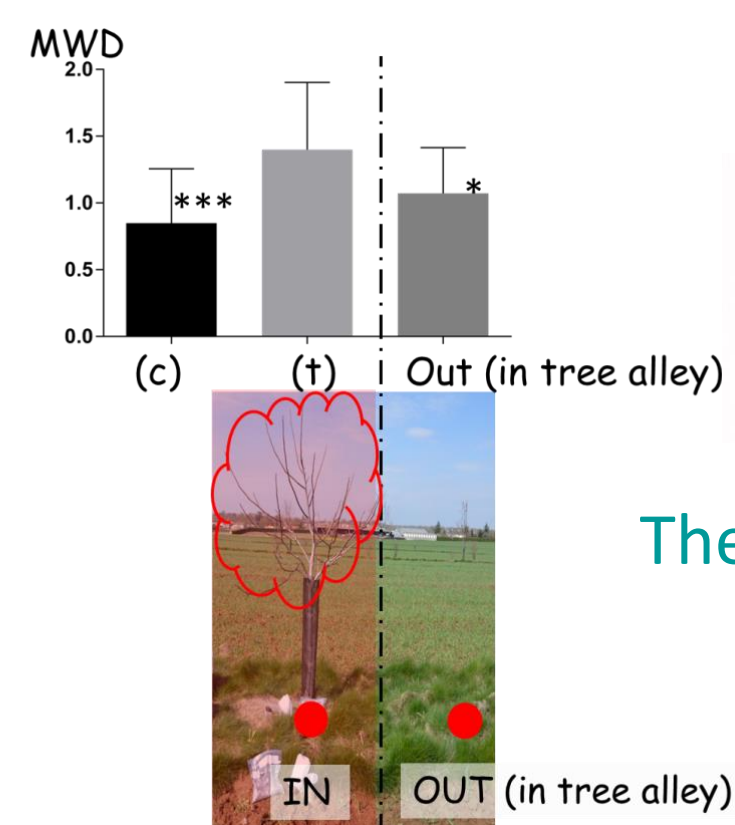 MWD
2.0
1.5
***
*
1.0
0.5
0.0
(c) (t) Out (in tree alley)
The
IN OUT (in tree alley)